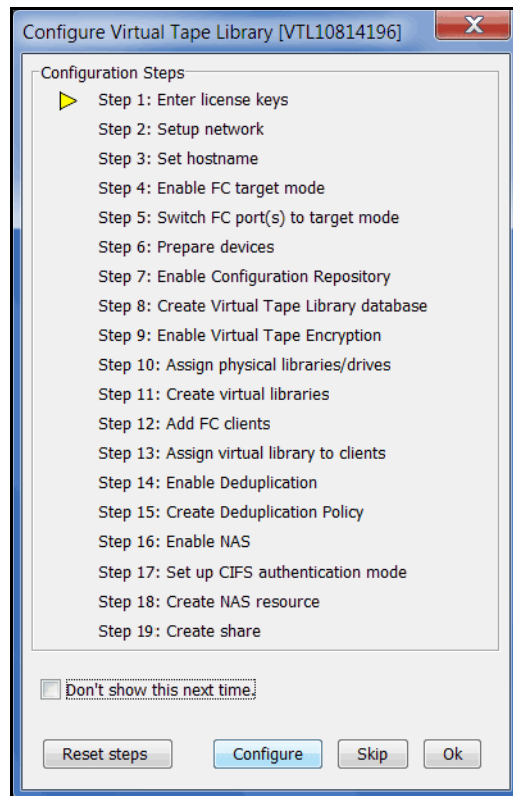 Configure Virtual Tape Library [VTL10814196]
Configuration Steps
Step 1: Enter license keys
Step 2: Setup network
Step 3: Set hostname
Step 4: Enable FC target mode
Step 5: Switch FC port(s) to target mode
Step 6: Prepare devices
Step 7: Enable Configuration Repository
Step 8: Create Virtual Tape Library database
Step 9: Enable Virtual Tape Encryption
Step 10: Assign physical libraries/drives
Step 11: Create virtual libraries
Step 12: Add FC clients
Step 13: Assign virtual library to clients
Step 14: Enable Deduplication
Step 15: Create Deduplication Policy
Step 16: Enable NAS
Step 17: Set up CIFS authentication mode
Step 18: Create NAS resource
Step 19: Create share
Don't show this next time.
Reset steps Configure Skip Ok